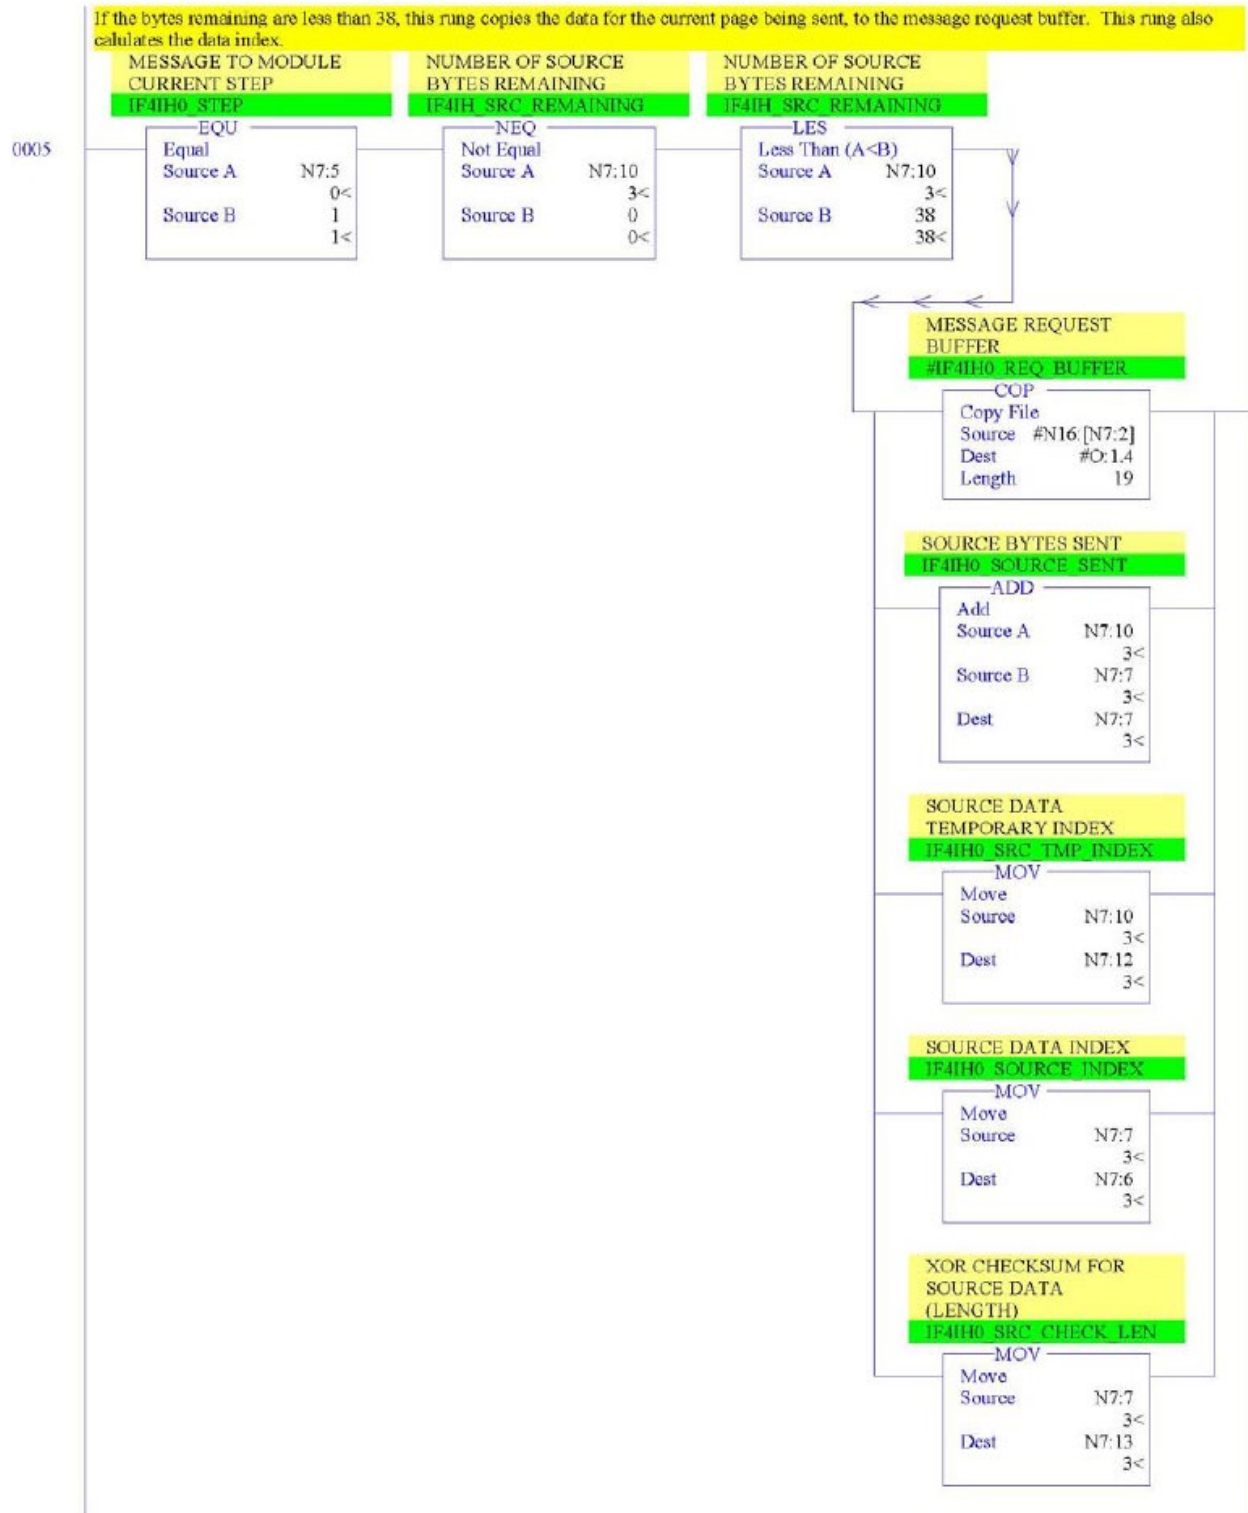 If the bytes remaining are less than 38, this rung copies the data for the current page being sent, to the message request buffer. This rung also
calulates the data index.
MESSAGE TO MODULE
CURRENT STEP
IF4IH0_STEP
NUMBER OF SOURCE
BYTES REMAINING
IF4IH_SRC_REMAINING
NUMBER OF SOURCE
BYTES REMAINING
IF4IH_SRC_REMAINING
0005
EQU
Equal
Source A N7:5
0<
Source B 1
1<
NEQ
Not Equal
Source A N7:10
3<
Source B 0
0<
LES
Less Than (A<B)
Source A N7:10
3<
Source B 38
38<
MESSAGE REQUEST
BUFFER
#IF4IH0_REQ_BUFFER
COP
Copy File
Source #N16:[N7:2]
Dest #O:1.4
Length 19
SOURCE BYTES SENT
IF4IH0_SOURCE_SENT
ADD
Add
Source A N7:10
3<
Source B N7:7
3<
Dest N7:7
3<
SOURCE DATA
TEMPORARY INDEX
IF4IH0_SRC_TMP_INDEX
MOV
Move
Source N7:10
3<
Dest N7:12
3<
SOURCE DATA INDEX
IF4IH0_SOURCE_INDEX
MOV
Move
Source N7:7
3<
Dest N7:6
3<
XOR CHECKSUM FOR
SOURCE DATA
(LENGTH)
IF4IH0_SRC_CHECK_LEN
MOV
Move
Source N7:7
3<
Dest N7:13
3<